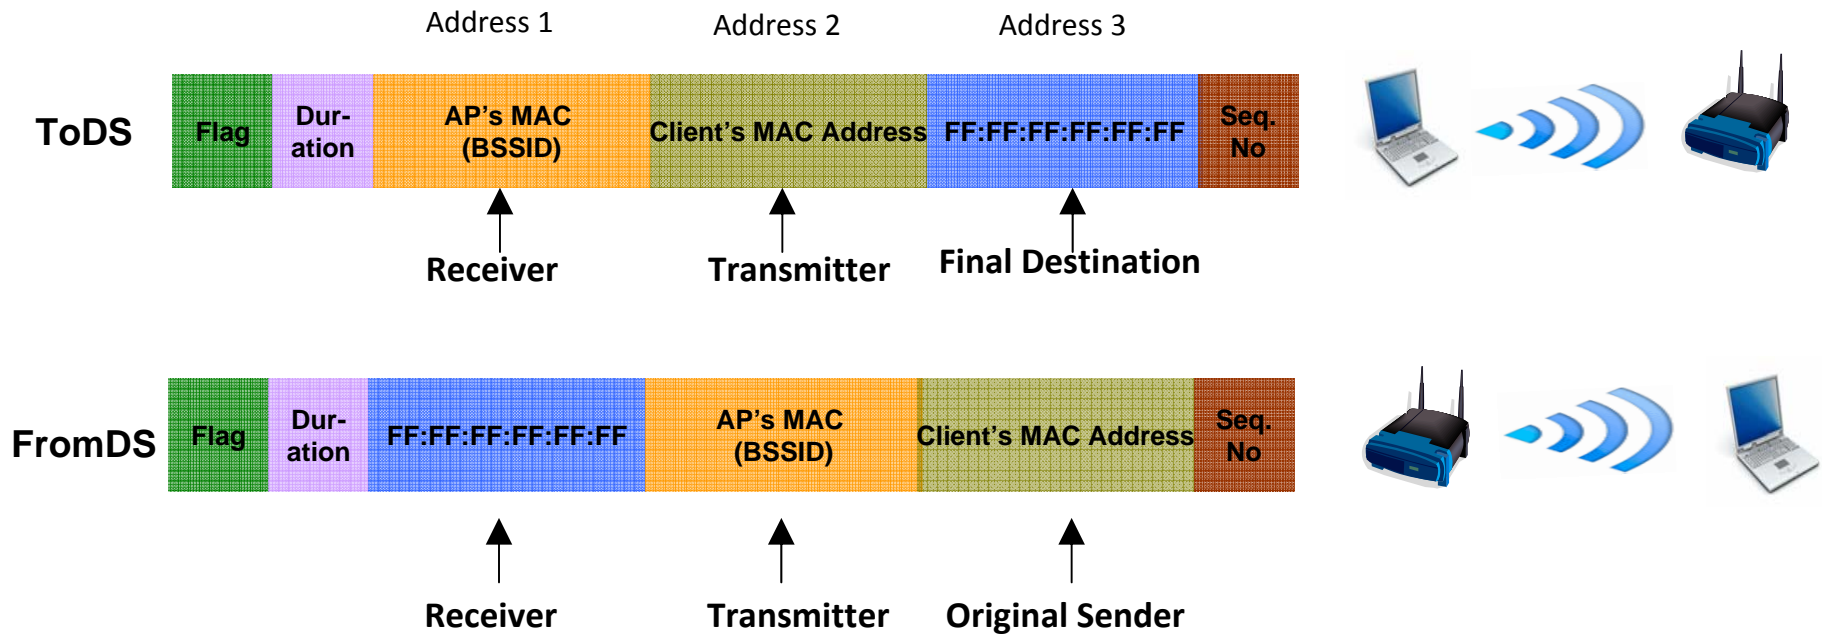 Address 1 Address 2 Address 3
ToDS
Flag
Dur-
ation
AP's MAC
(BSSID)
Client's MAC Address
FF:FF:FF:FF:FF:FF
Seq.
No
Receiver
Transmitter
Final Destination
FromDS
Flag
Dur-
ation
FF:FF:FF:FF:FF:FF
AP's MAC
(BSSID)
Client's MAC Address
Seq.
No
Receiver
Transmitter
Original Sender